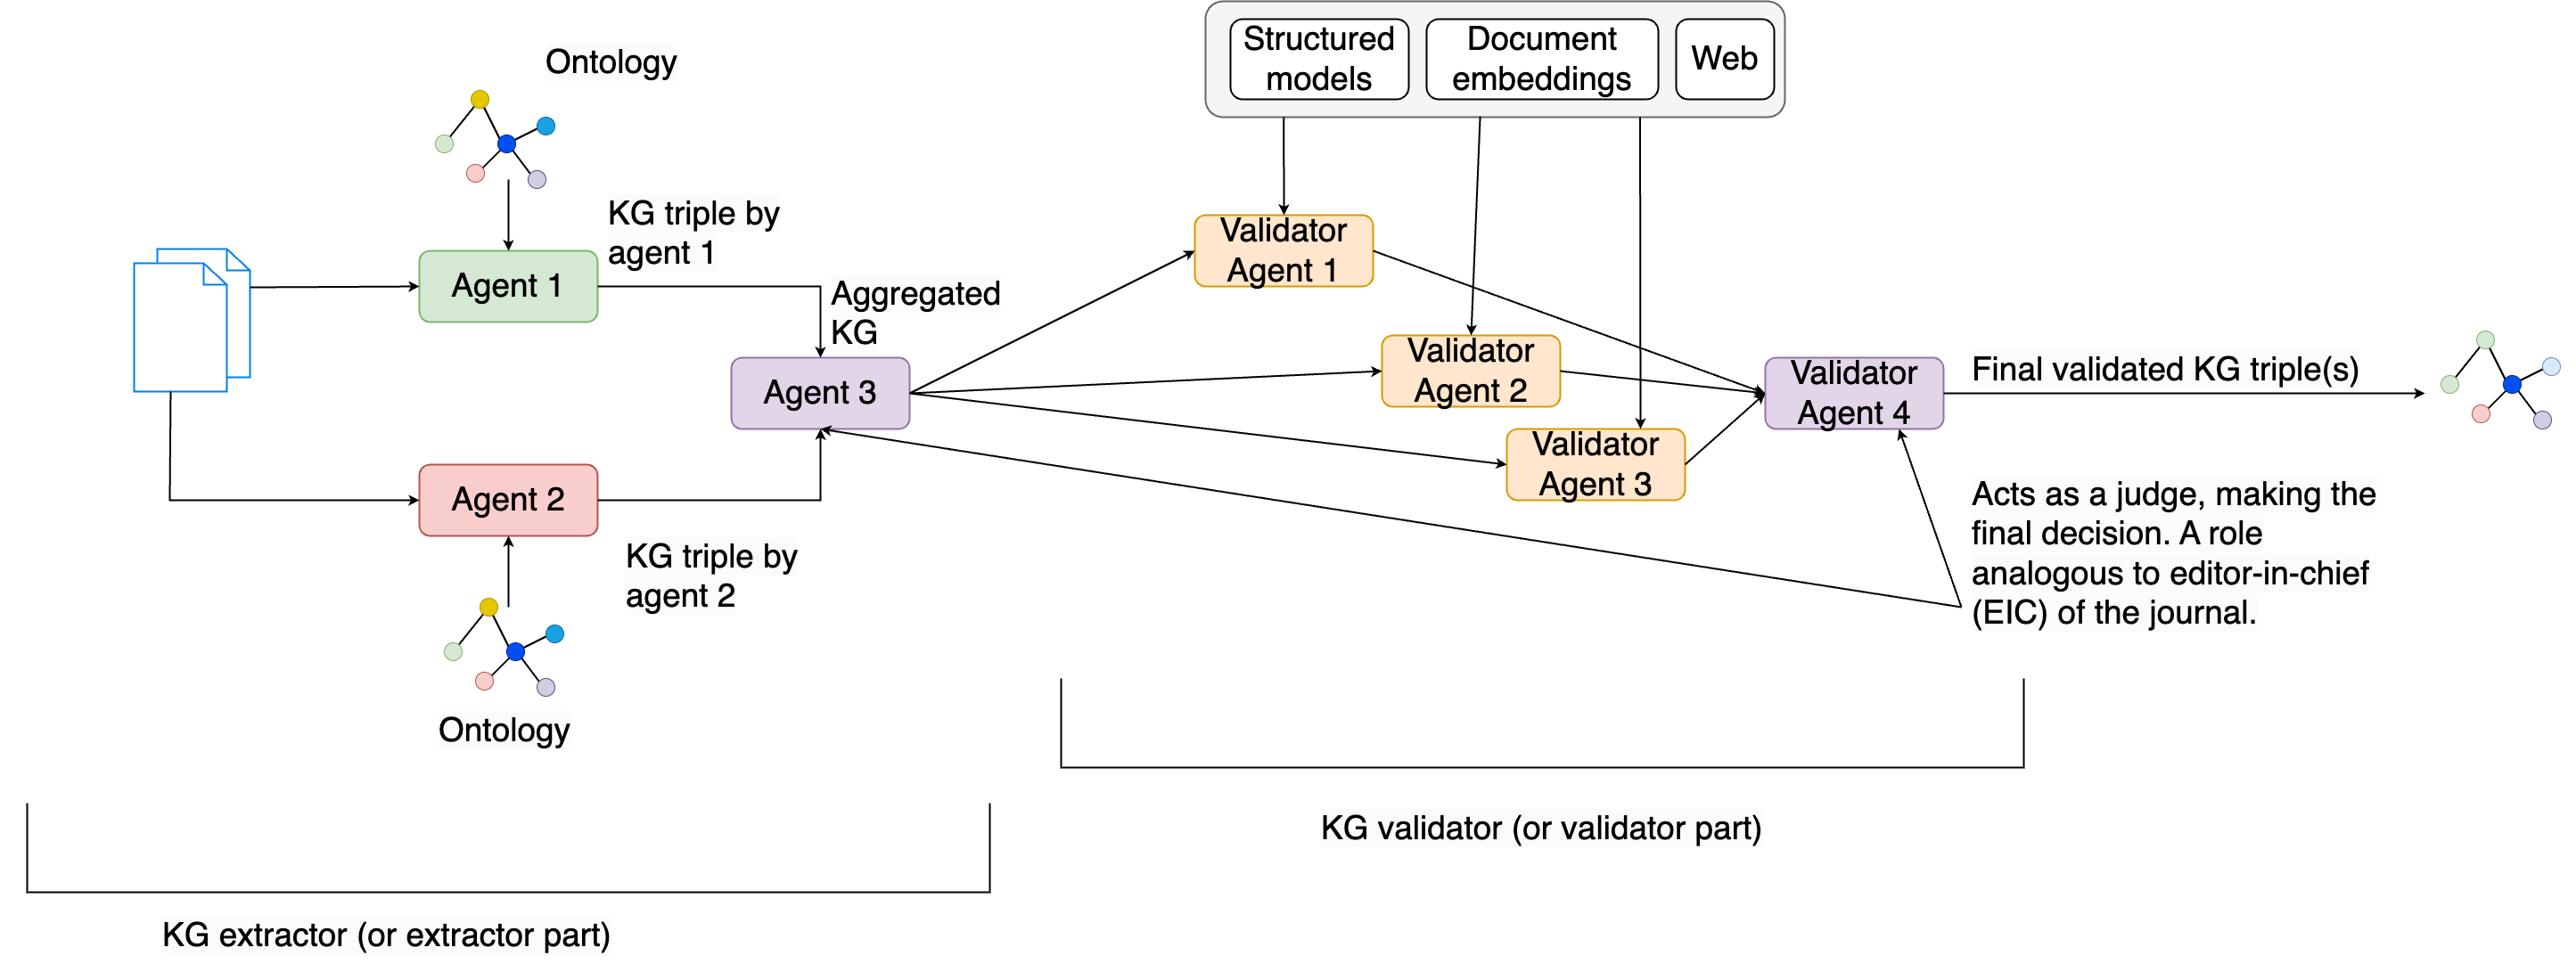 Structured
models
Document
embeddings
Web
Ontology
KG triple by
agent 1
Agent 1
Aggregated
KG
Agent 3
Agent 2
KG triple by
agent 2
Ontology
Validator
Agent 1
Validator
Agent 2
Validator
Agent 3
Validator
Agent 4
Final validated KG triple(s)
Acts as a judge, making the
final decision. A role
analogous to editor-in-chief
(EIC) of the journal.
KG validator (or validator part)
KG extractor (or extractor part)